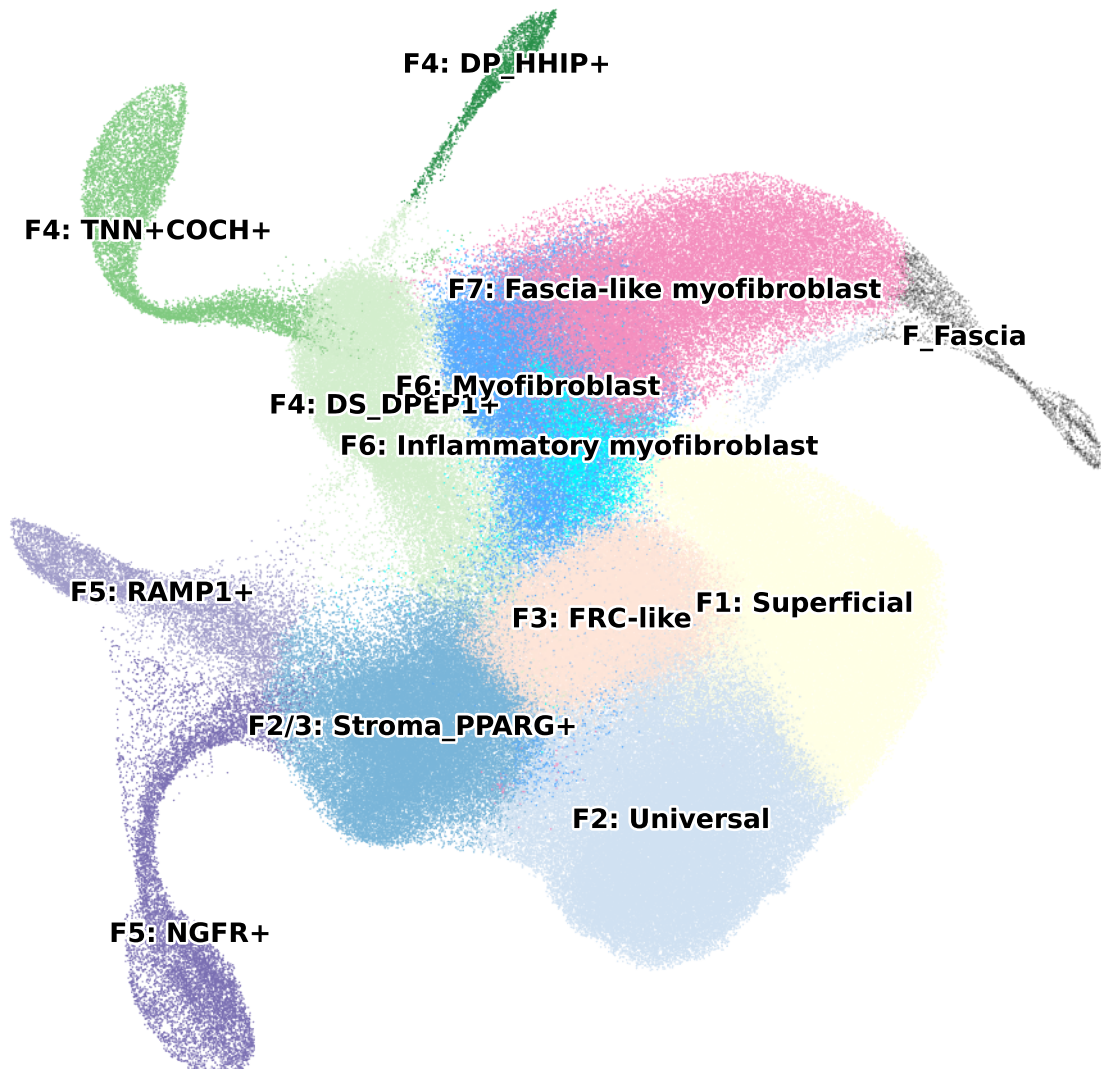 F4: DP_HHIP+
F4: TNN+COCH+
F7: Fascia-like myofibroblast
F_Fascia
F6: Myofibroblast
F4: DS_DPEP1+
F6: Inflammatory myofibroblast
F5: RAMP1+
F1: Superficial
F3: FRC-like
F2/3: Stroma_PPARG+
F2: Universal
F5: NGFR+